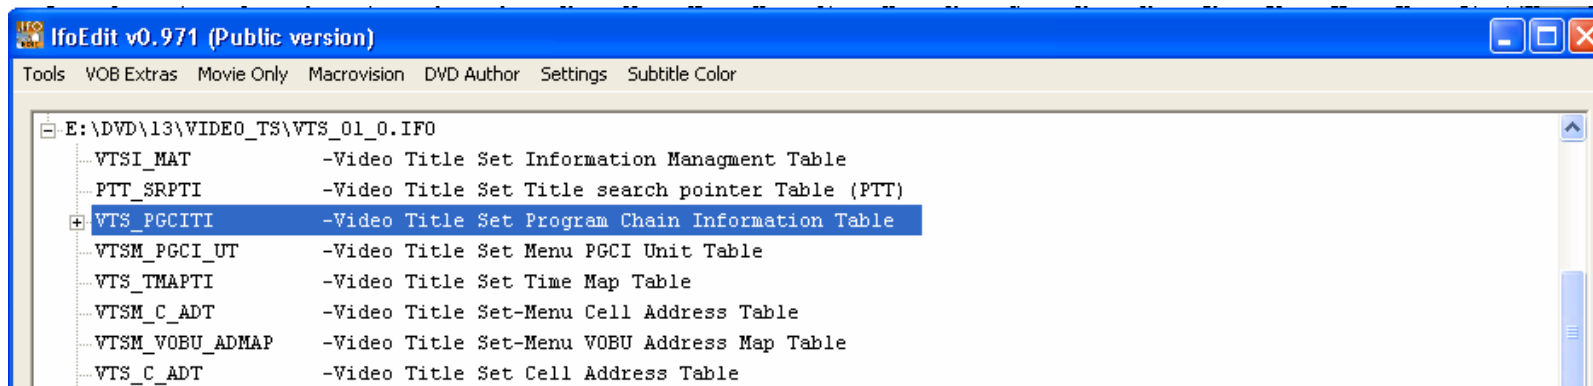 IfoEdit v0.971 (Public version)
Tools VOB Extras Movie Only Macrovision DVD Author Settings Subtitle Color
E:\DVD\13\VIDEO_TS\VTS_01_0.IFO
VTSI_MAT -Video Title Set Information Managment Table
PTT_SRPTI -Video Title Set Title search pointer Table (PTT)
VTS_PGCITI -Video Title Set Program Chain Information Table
VTSM_PGCI_UT -Video Title Set Menu PGCI Unit Table
VTS_TMAPTI -Video Title Set Time Map Table
VTSM_C_ADT -Video Title Set-Menu Cell Address Table
VTSM_VOBU_ADMAP -Video Title Set-Menu VOBU Address Map Table
VTS_C_ADT -Video Title Set Cell Address Table